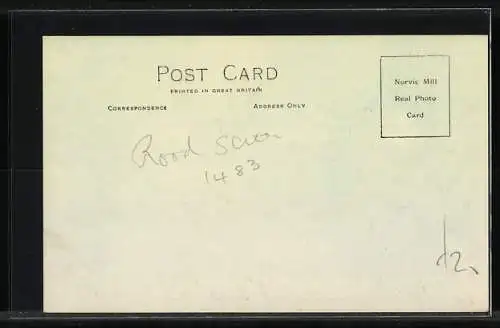 POST CARD
PRINTED IN GREAT BRITAIN
CORRESPONDENCE
ADDRESS ONLY
Norvic Mill
Real Photo
Card
Rood Screen
1483